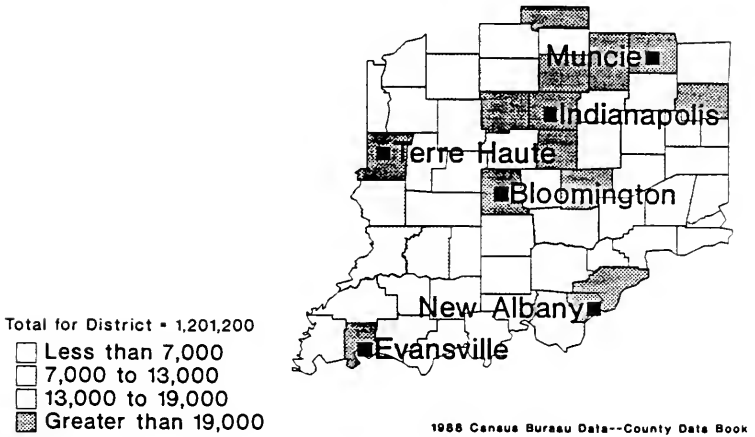 Muncie
Indianapolis
Terre Haute
Bloomington
New Albany
Evansville
Total for District = 1,201,200
Less than 7,000
7,000 to 13,000
13,000 to 19,000
Greater than 19,000
1988 Census Bureau Data--County Data Book